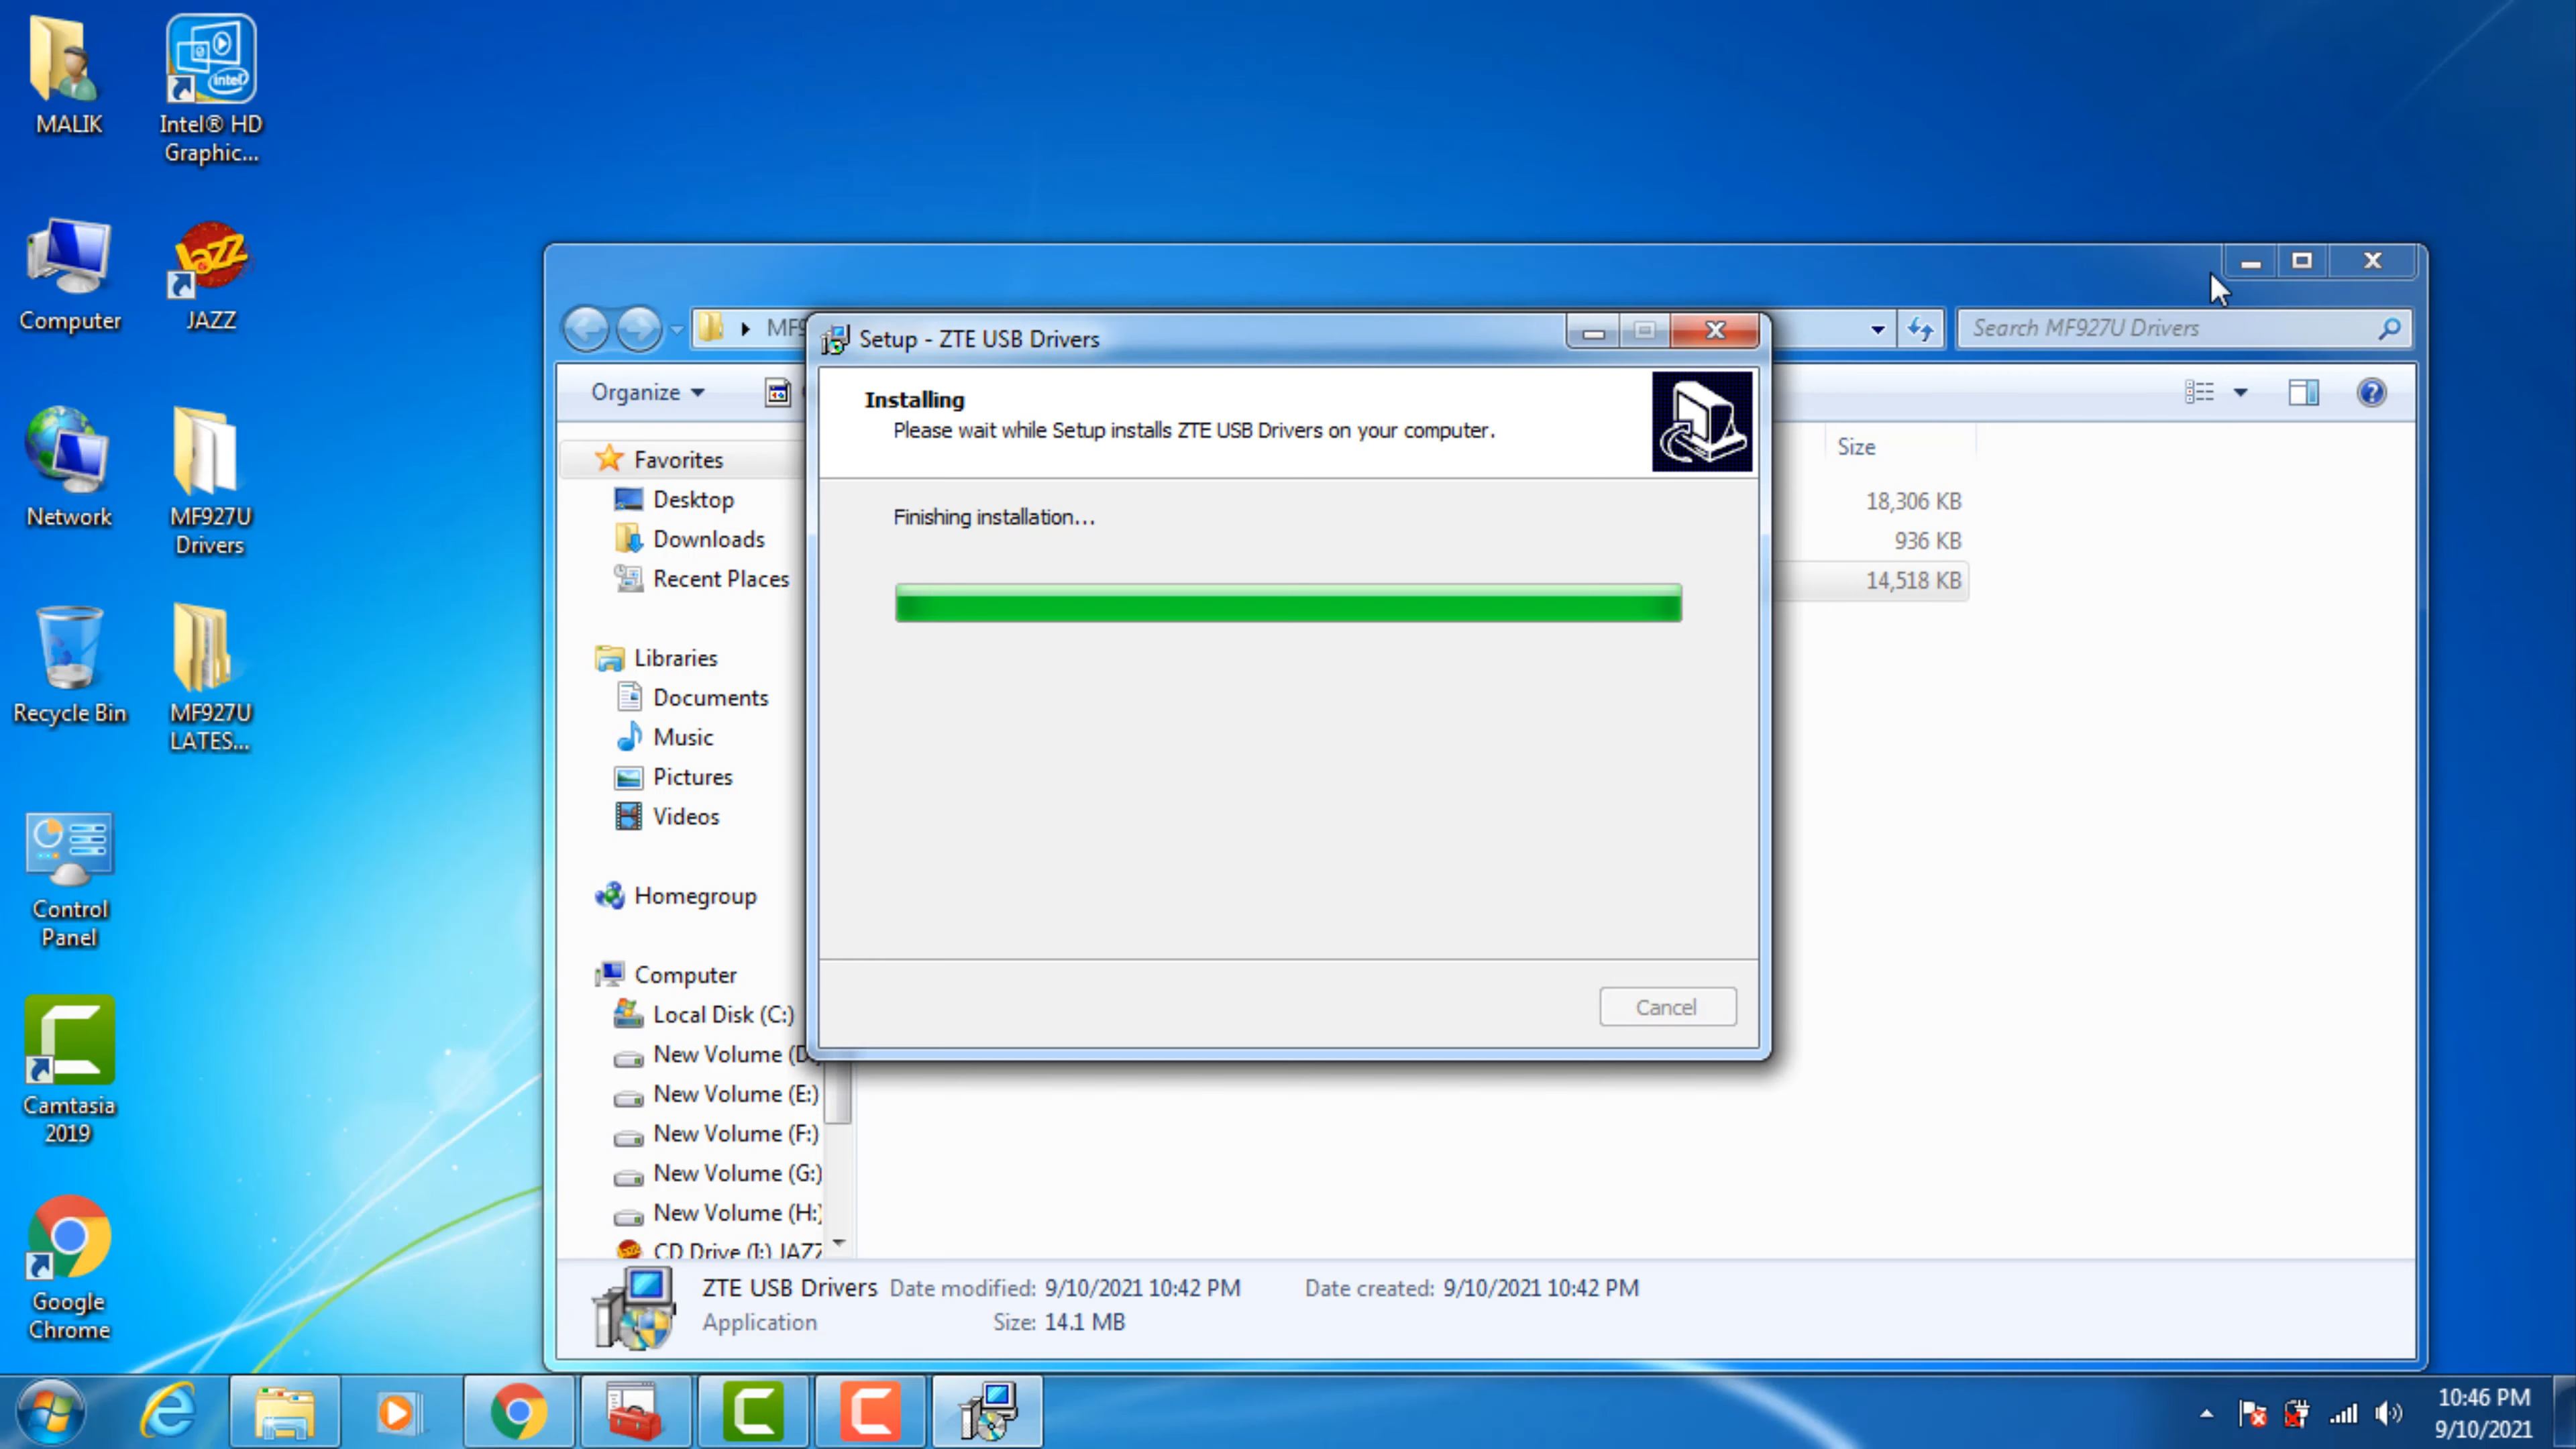 MALIK
Intel® HD
Graphic...
intel
Computer
Jazz
JAZZ
Network
MF927U
Drivers
Recycle Bin
MF927U
LATES...
Control
Panel
Camtasia
2019
Google
Chrome
Search MF927U Drivers
Organize
Size
18,306 KB
936 KB
14,518 KB
Favorites
Desktop
Downloads
Recent Places
Libraries
Documents
Music
Pictures
Videos
Homegroup
Computer
Local Disk (C:)
New Volume (D
New Volume (E:)
New Volume (F:)
New Volume (G:)
New Volume (H:)
CD Drive (I:) JAZZ
Setup - ZTE USB Drivers
Installing
Please wait while Setup installs ZTE USB Drivers on your computer.
Finishing installation...
Cancel
ZTE USB Drivers Date modified: 9/10/2021 10:42 PM Date created: 9/10/2021 10:42 PM
Application Size: 14.1 MB
10:46 PM
9/10/2021